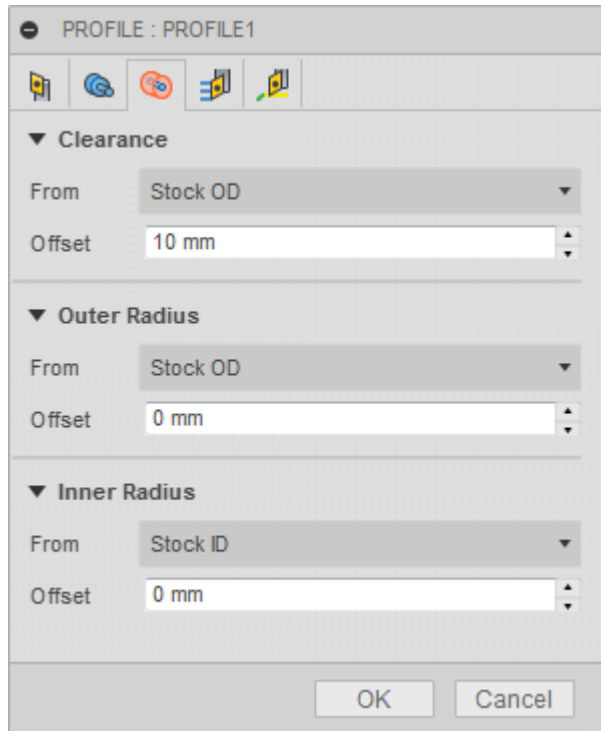 PROFILE : PROFILE1
Clearance
From Stock OD
Offset 10 mm
Outer Radius
From Stock OD
Offset 0 mm
Inner Radius
From Stock ID
Offset 0 mm
OK Cancel